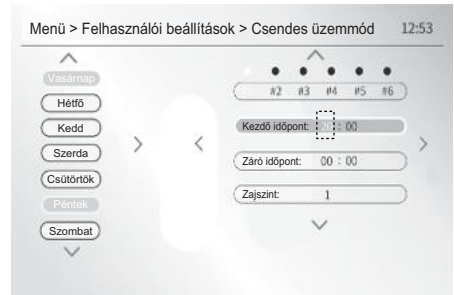 Menü > Felhasználói beállítások > Csendes üzemmód 12:53
Vasárnap
Hétfő
Kedd
Szerda
Csütörtök
Péntek
Szombat
#2 #3 #4 #5 #6
Kezdő időpont: 20 : 00
Záró időpont: 00 : 00
Zajszint: 1